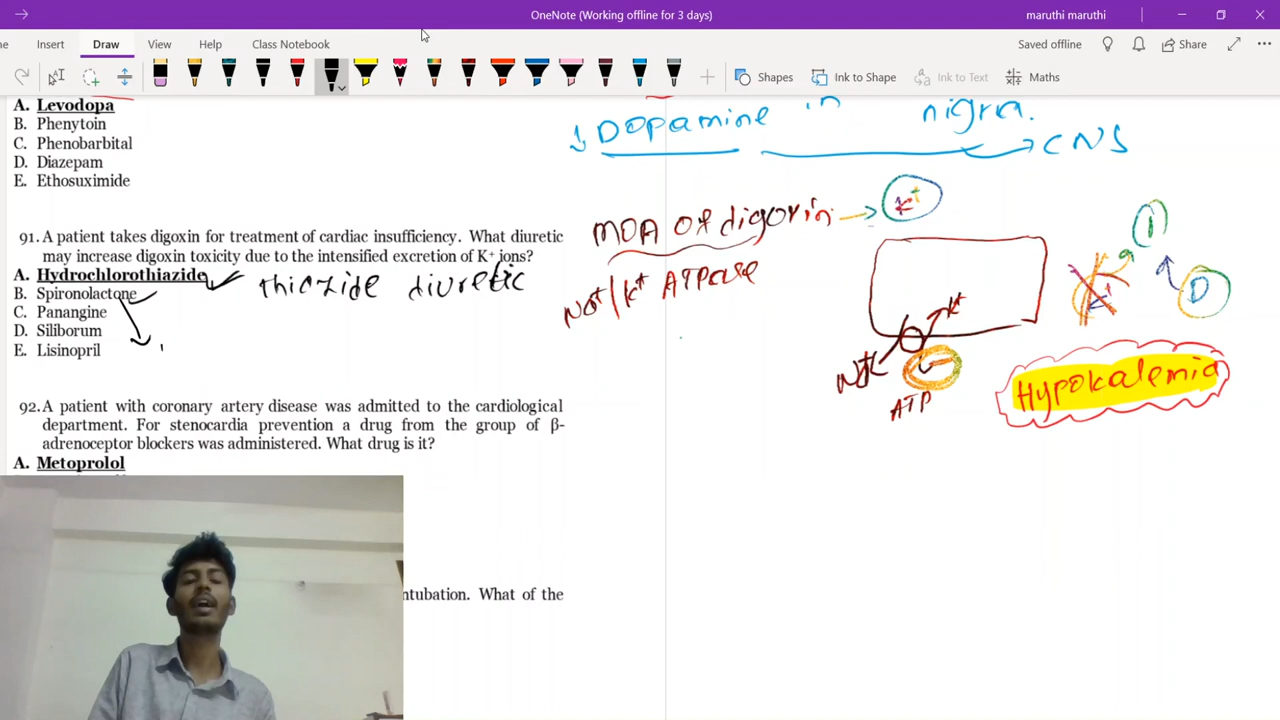 OneNote (Working offline for 3 days)
maruthi maruthi
Insert Draw View Help Class Notebook
Saved offline
Share
Shapes
Ink to Shape
Ink to Text
Maths
A. Levodopa
B. Phenytoin
C. Phenobarbital
D. Diazepam
E. Ethosuximide
↓ Dopamine in nigra.
→ CNS
91. A patient takes digoxin for treatment of cardiac insufficiency. What diuretic
may increase digoxin toxicity due to the intensified excretion of K+ ions?
A. Hydrochlorothiazide
B. Spironolactone
C. Panangine
D. Siliborum
E. Lisinopril
thiazide diuretic
MOA Of digoxin → K+
Na+/K+ ATPase
K+
Na+
ATP
D
Hypokalemia
92. A patient with coronary artery disease was admitted to the cardiological
department. For stenocardia prevention a drug from the group of β-
adrenoceptor blockers was administered. What drug is it?
A. Metoprolol
ntubation. What of the